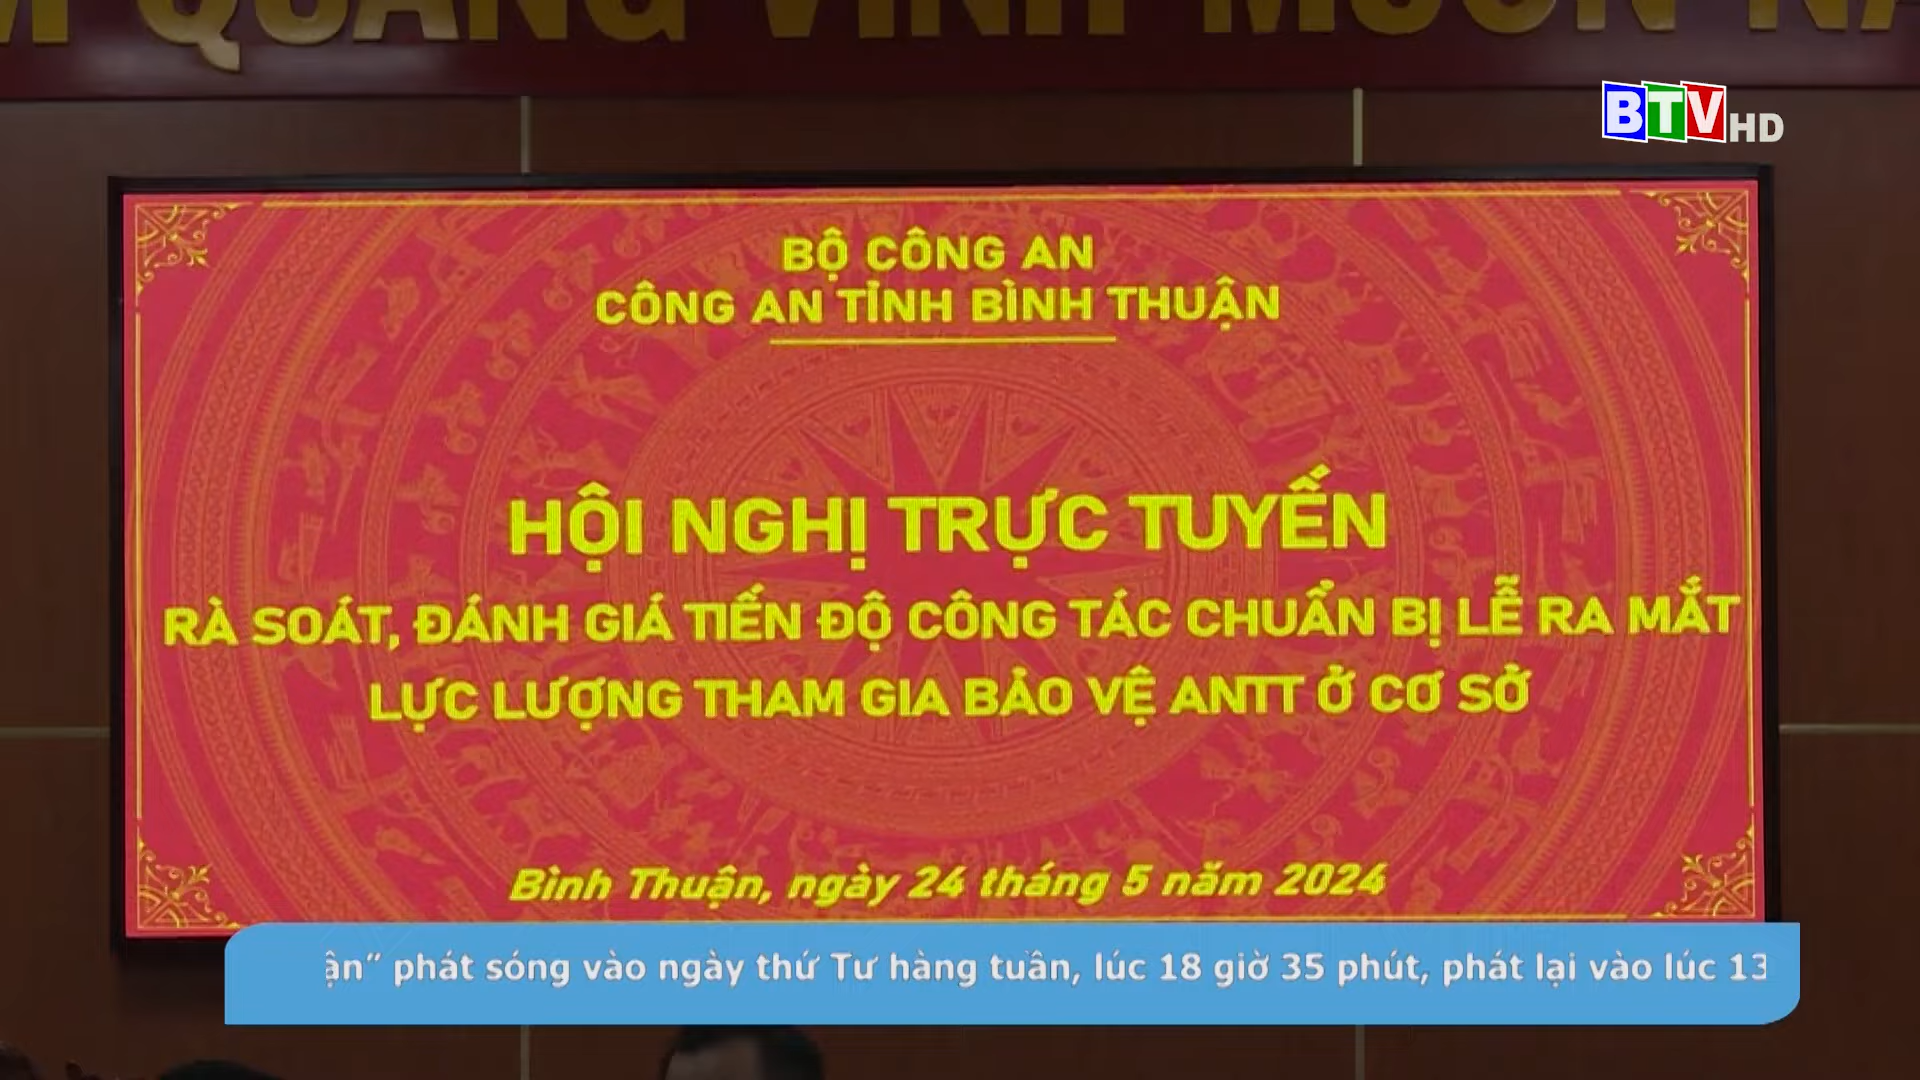 QUANG VINH MUÔN
BTV HD
BỘ CÔNG AN
CÔNG AN TỈNH BÌNH THUẬN
HỘI NGHỊ TRỰC TUYẾN
RÀ SOÁT, ĐÁNH GIÁ TIẾN ĐỘ CÔNG TÁC CHUẨN BỊ LỄ RA MẮT
LỰC LƯỢNG THAM GIA BẢO VỆ ANTT Ở CƠ SỞ
Bình Thuận, ngày 24 tháng 5 năm 2024
ận” phát sóng vào ngày thứ Tư hàng tuần, lúc 18 giờ 35 phút, phát lại vào lúc 13